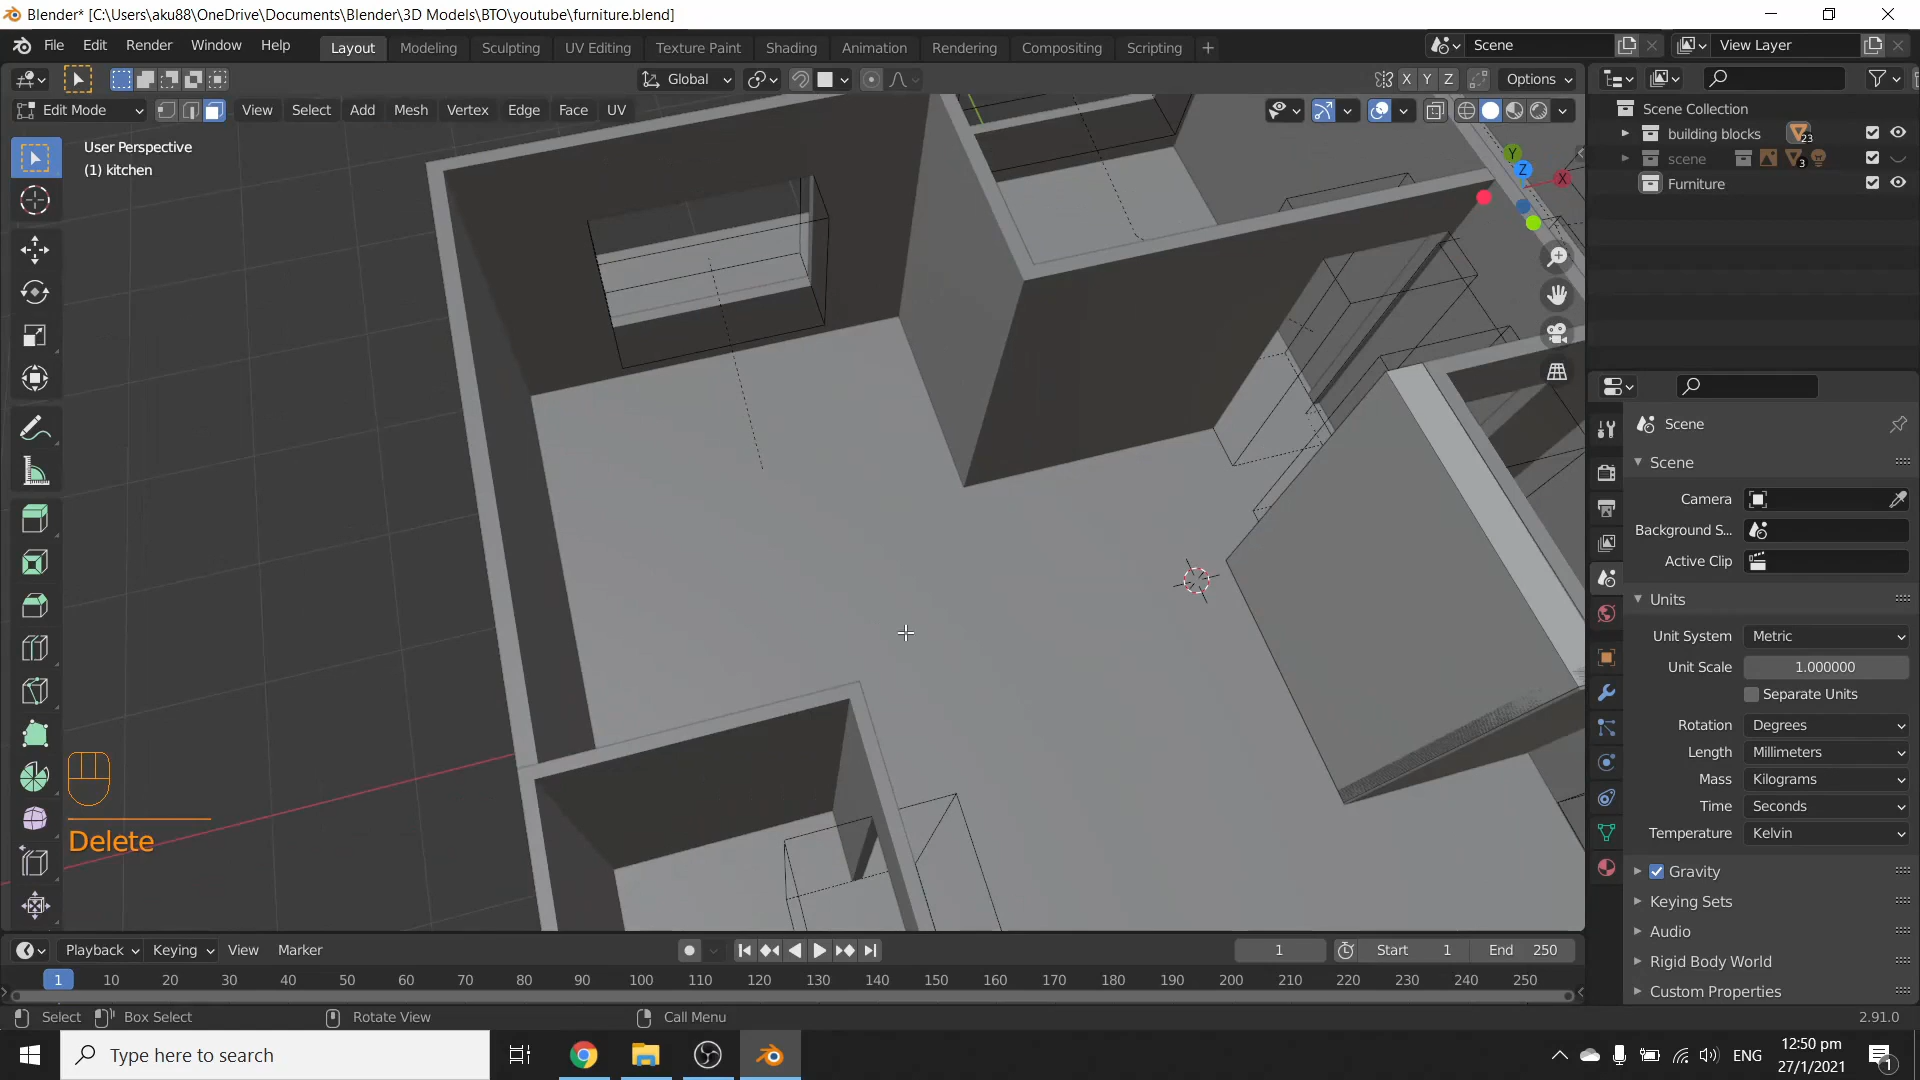 Blender* [C:\Users\aku88\OneDrive\Documents\Blender\3D Models\BTO\youtube\furniture.blend]
File Edit Render Window Help Layout Modeling Sculpting UV Editing Texture Paint Shading Animation Rendering Compositing Scripting + Scene View Layer
Global X Y Z Options
Edit Mode View Select Add Mesh Vertex Edge Face UV
User Perspective
(1) kitchen
Y
Z
X
Delete
Scene Collection
building blocks 23
scene 3
Furniture
Scene
Scene
Camera
Background S...
Active Clip
Units
Unit System Metric
Unit Scale 1.000000
Separate Units
Rotation Degrees
Length Millimeters
Mass Kilograms
Time Seconds
Temperature Kelvin
Gravity
Keying Sets
Audio
Rigid Body World
Custom Properties
Playback Keying View Marker 1 Start 1 End 250
1 10 20 30 40 50 60 70 80 90 100 110 120 130 140 150 160 170 180 190 200 210 220 230 240 250
Select Box Select Rotate View Call Menu 2.91.0
Type here to search
ENG
12:50 pm
27/1/2021
1